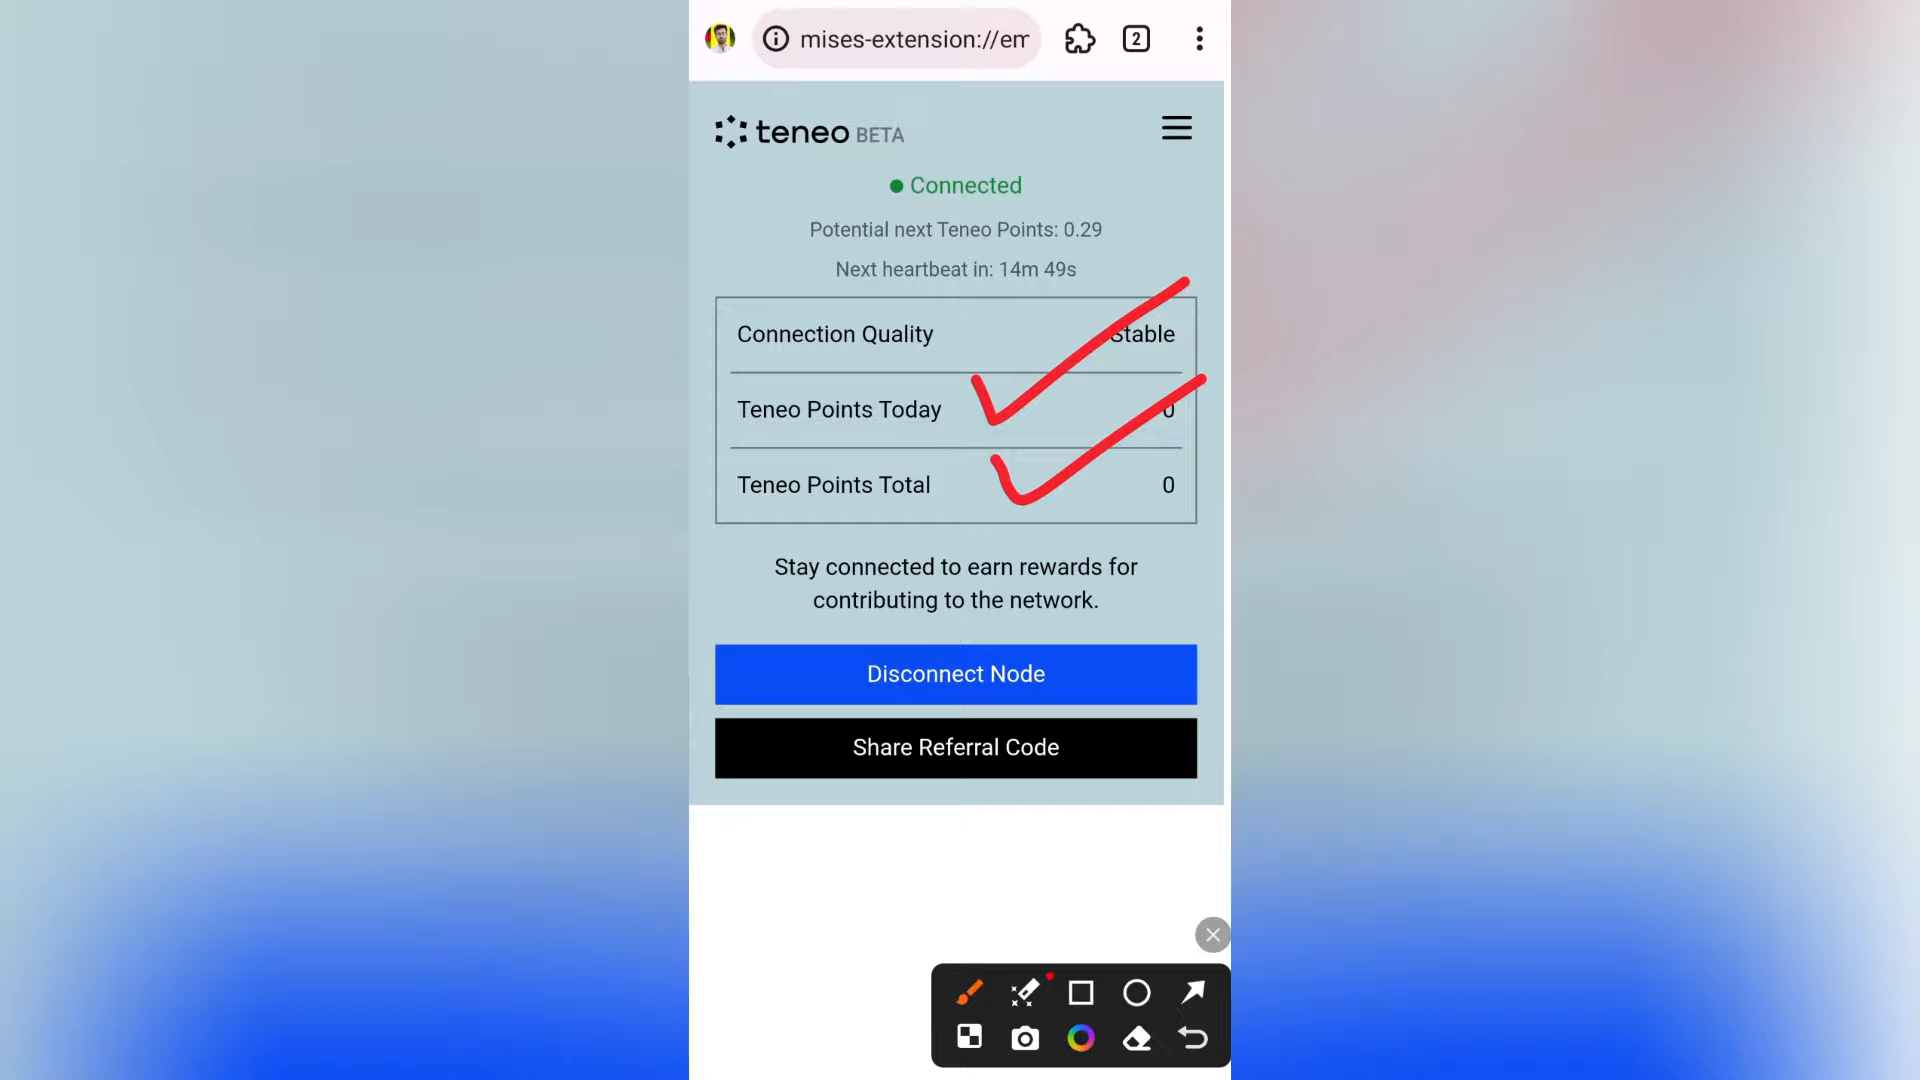 mises-extension://em
2
teneo BETA
Connected
Potential next Teneo Points: 0.29
Next heartbeat in: 14m 49s
Connection Quality Stable
Teneo Points Today 0
Teneo Points Total 0
Stay connected to earn rewards for
contributing to the network.
Disconnect Node
Share Referral Code